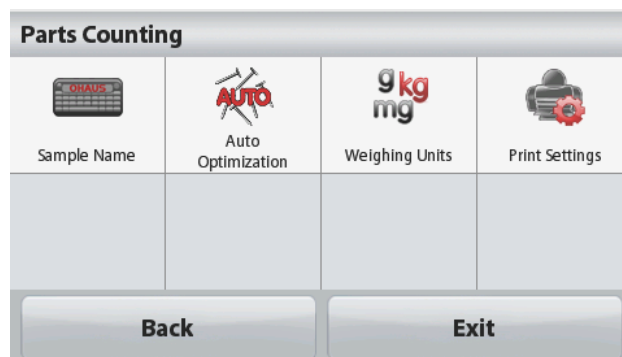 Parts Counting
OHAUS
Sample Name
AUTO
Auto
Optimization
g kg
mg
Weighing Units
Print Settings
Back
Exit